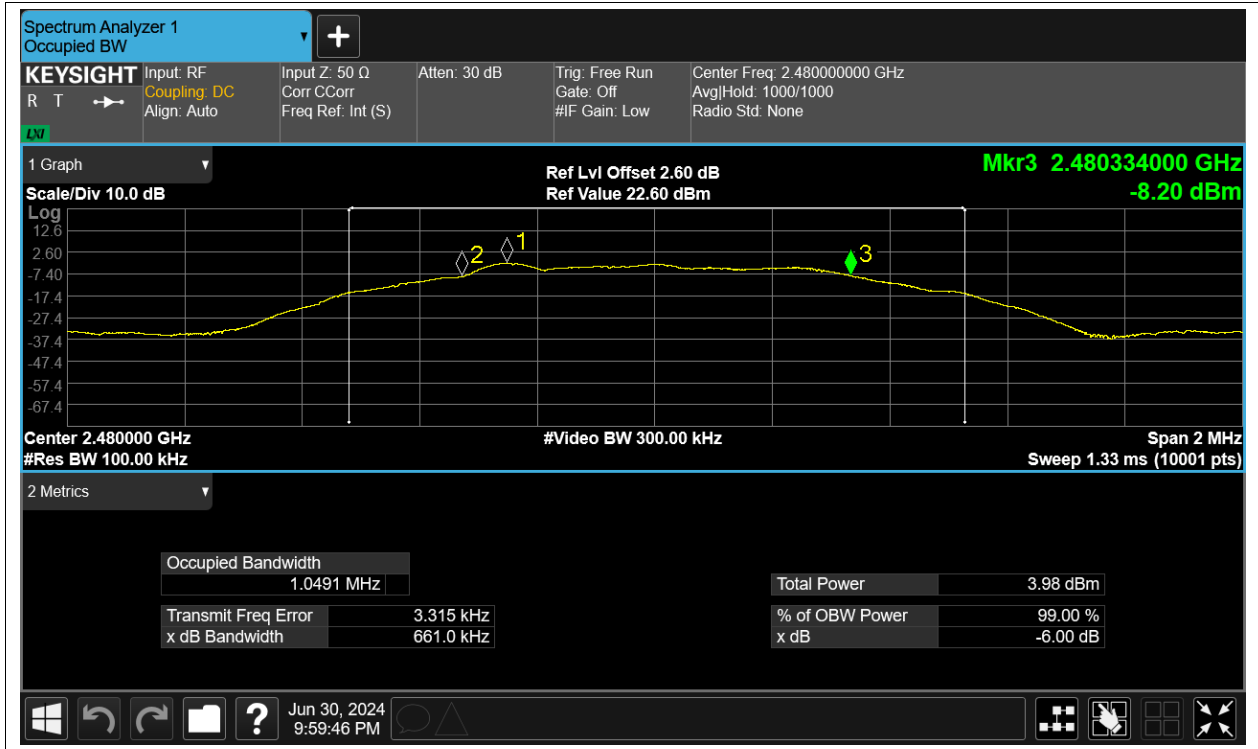 Spectrum Analyzer 1
Occupied BW
KEYSIGHT
R T
LXI
Input: RF
Coupling: DC
Align: Auto
Input Z: 50 Ω
Corr CCorr
Freq Ref: Int (S)
Atten: 30 dB
Trig: Free Run
Gate: Off
#IF Gain: Low
Center Freq: 2.480000000 GHz
Avg|Hold: 1000/1000
Radio Std: None
1 Graph
Scale/Div 10.0 dB
Ref Lvl Offset 2.60 dB
Ref Value 22.60 dBm
Mkr3 2.480334000 GHz
-8.20 dBm
Log
12.6
2.60
-7.40
-17.4
-27.4
-37.4
-47.4
-57.4
-67.4
2
1
3
Center 2.480000 GHz
#Res BW 100.00 kHz
#Video BW 300.00 kHz
Span 2 MHz
Sweep 1.33 ms (10001 pts)
2 Metrics
Occupied Bandwidth
1.0491 MHz
Transmit Freq Error 3.315 kHz
x dB Bandwidth 661.0 kHz
Total Power 3.98 dBm
% of OBW Power 99.00 %
x dB -6.00 dB
?
Jun 30, 2024
9:59:46 PM